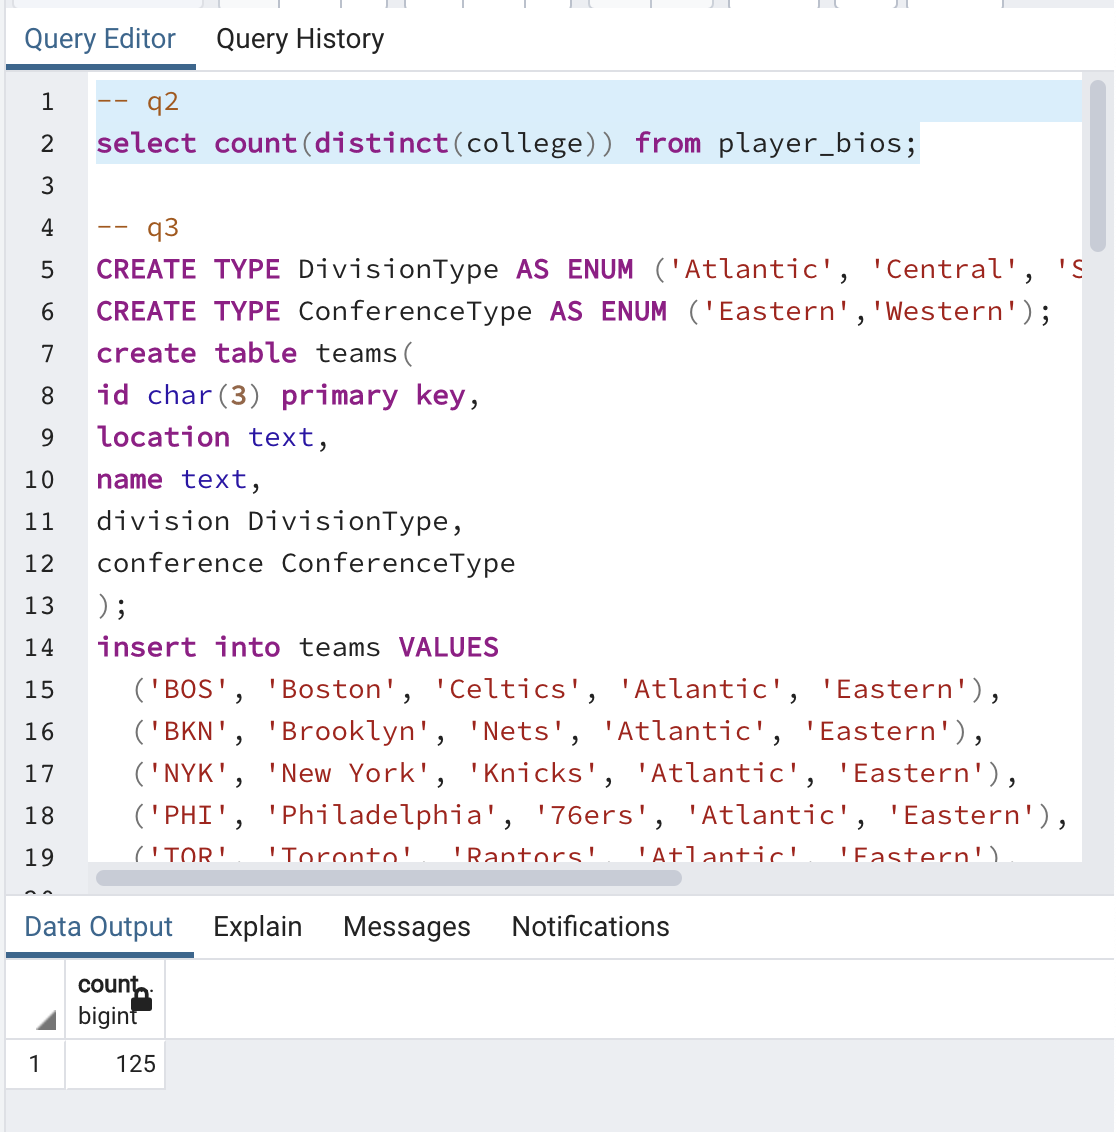 Query Editor Query History
1 -- q2
2 select count(distinct(college)) from player_bios;
3
4 -- q3
5 CREATE TYPE DivisionType AS ENUM ('Atlantic', 'Central', 'S
6 CREATE TYPE ConferenceType AS ENUM ('Eastern','Western');
7 create table teams(
8 id char(3) primary key,
9 location text,
10 name text,
11 division DivisionType,
12 conference ConferenceType
13 );
14 insert into teams VALUES
15 ('BOS', 'Boston', 'Celtics', 'Atlantic', 'Eastern'),
16 ('BKN', 'Brooklyn', 'Nets', 'Atlantic', 'Eastern'),
17 ('NYK', 'New York', 'Knicks', 'Atlantic', 'Eastern'),
18 ('PHI', 'Philadelphia', '76ers', 'Atlantic', 'Eastern'),
19 ('TOR', 'Toronto', 'Raptors', 'Atlantic', 'Eastern'),
Data Output Explain Messages Notifications
count
bigint
1 125